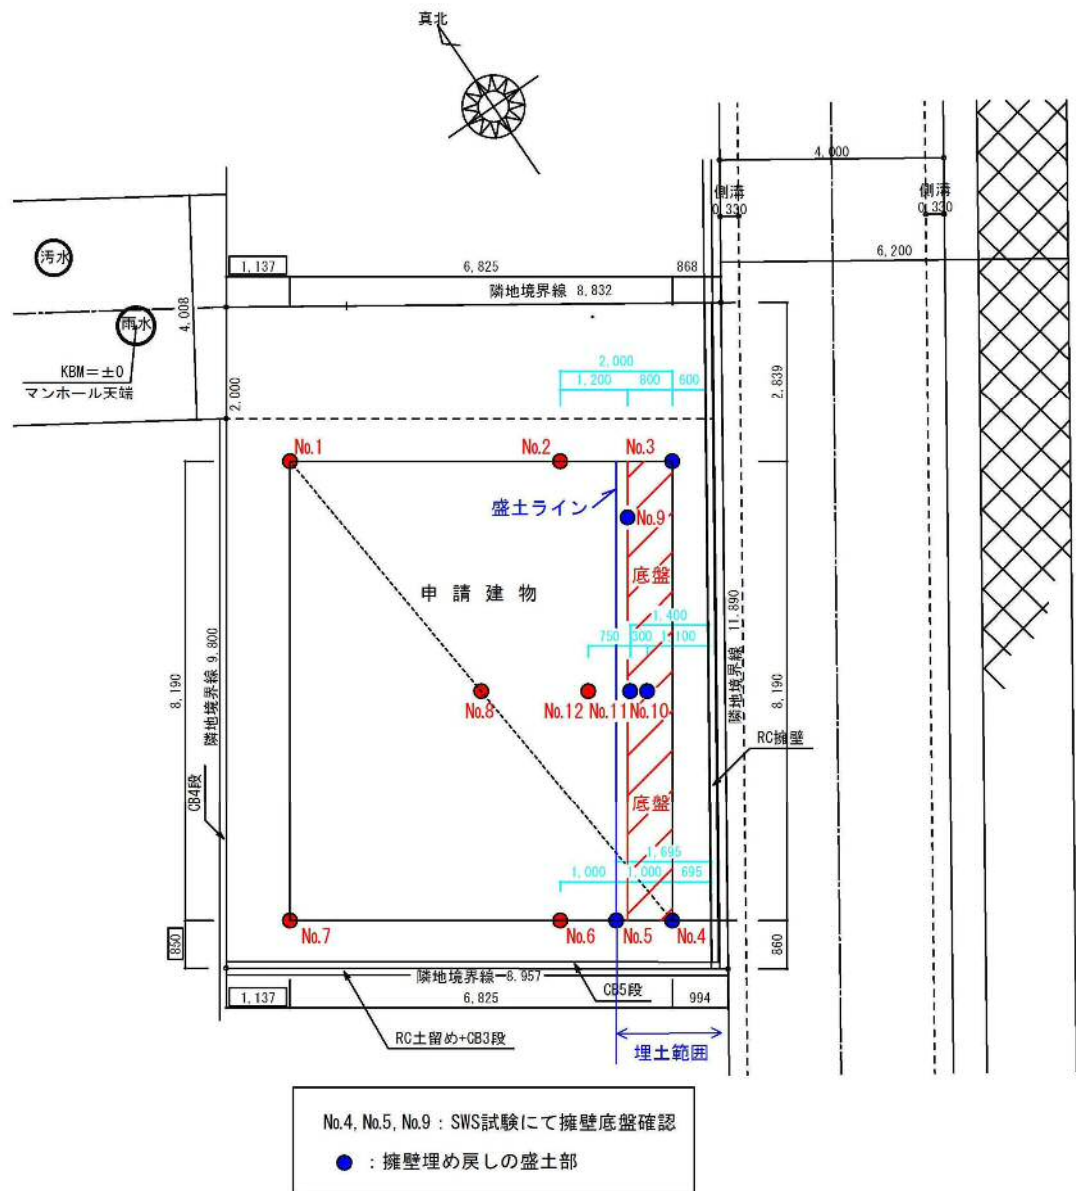 真北
4,000
側溝
0,330
側溝
0,330
6,200
汚水
雨水
KBM=±0
マンホール天端
4,008
2,000
1,137
6,825
868
隣地境界線 8,832
2,839
2,000
1,200
800
600
No.1
No.2
No.3
盛土ライン
No.9
底盤
申請建物
1,400
750
300
1,100
No.8
No.12
No.11
No.10
隣地境界線 11,890
8,190
隣地境界線 9,800
8,190
CB4段
RC擁壁
底盤
1,695
1,000
1,000
695
No.7
No.6
No.5
No.4
850
860
隣地境界線 8,957
CB5段
1,137
6,825
994
RC土留め+CB3段
埋土範囲
No.4, No.5, No.9 : SWS試験にて擁壁底盤確認
: 擁壁埋め戻しの盛土部